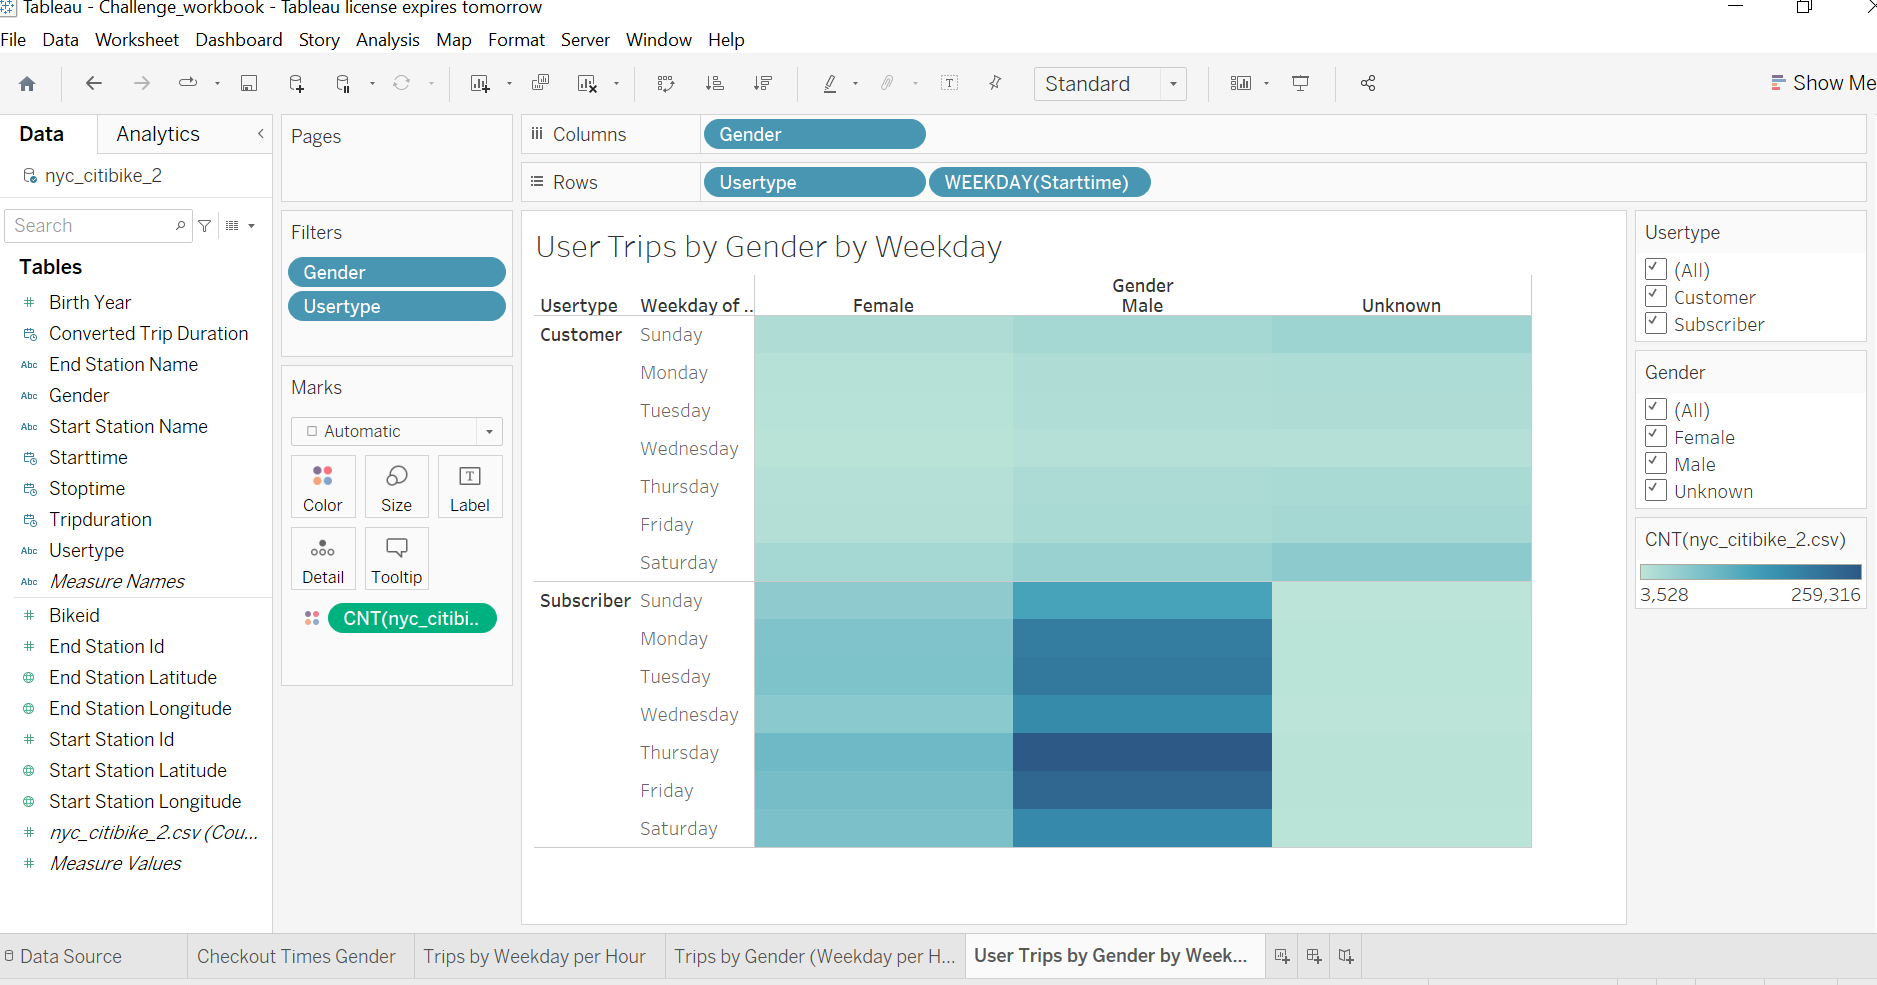 Tableau - Challenge_workbook - Tableau license expires tomorrow
File Data Worksheet Dashboard Story Analysis Map Format Server Window Help
Standard
Show Me
Data Analytics
nyc_citibike_2
Search
Tables
Birth Year
Abc Converted Trip Duration
Abc End Station Name
Abc Gender
Abc Start Station Name
Starttime
Stoptime
Tripduration
Abc Usertype
Abc Measure Names
Bikeid
End Station Id
End Station Latitude
End Station Longitude
Start Station Id
Start Station Latitude
Start Station Longitude
nyc_citibike_2.csv (Cou...
Measure Values
Pages
Filters
Gender
Usertype
Marks
Automatic
Color Size Label
Detail Tooltip
CNT(nyc_citibi..
Columns Gender
Rows Usertype WEEKDAY(Starttime)
User Trips by Gender by Weekday
Gender
Usertype Weekday of .. Female Male Unknown
Customer Sunday
Monday
Tuesday
Wednesday
Thursday
Friday
Saturday
Subscriber Sunday
Monday
Tuesday
Wednesday
Thursday
Friday
Saturday
Usertype
(All)
Customer
Subscriber
Gender
(All)
Female
Male
Unknown
CNT(nyc_citibike_2.csv)
3,528 259,316
Data Source Checkout Times Gender Trips by Weekday per Hour Trips by Gender (Weekday per H... User Trips by Gender by Week...